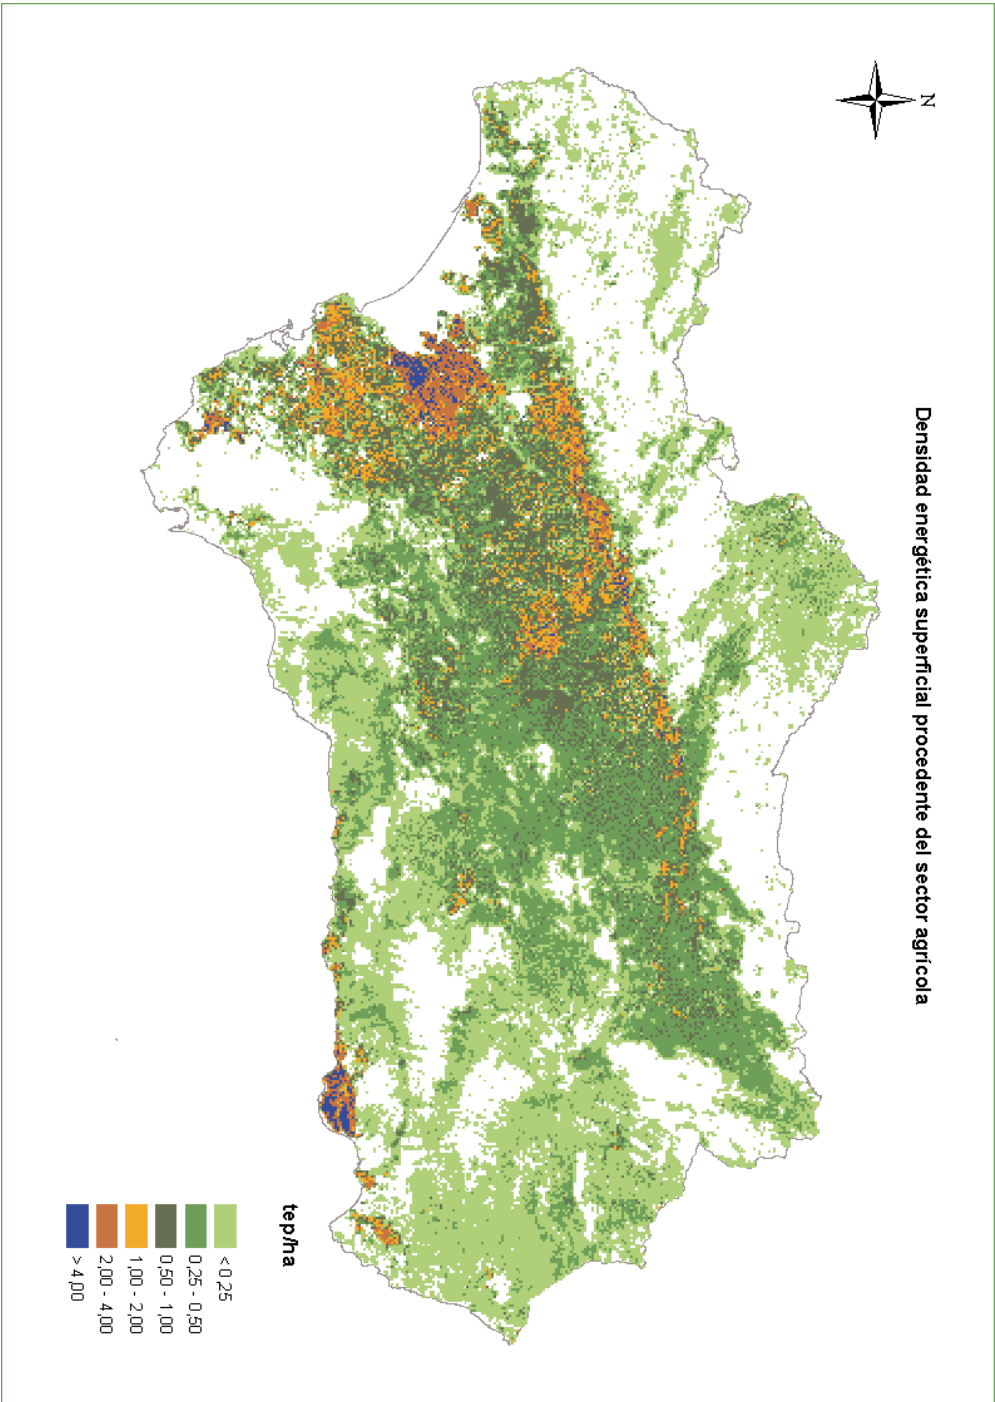 Densidad energética superficial procedente del sector agrícola
N
tep/ha
< 0,25
0,25 - 0,50
0,50 - 1,00
1,00 - 2,00
2,00 - 4,00
> 4,00